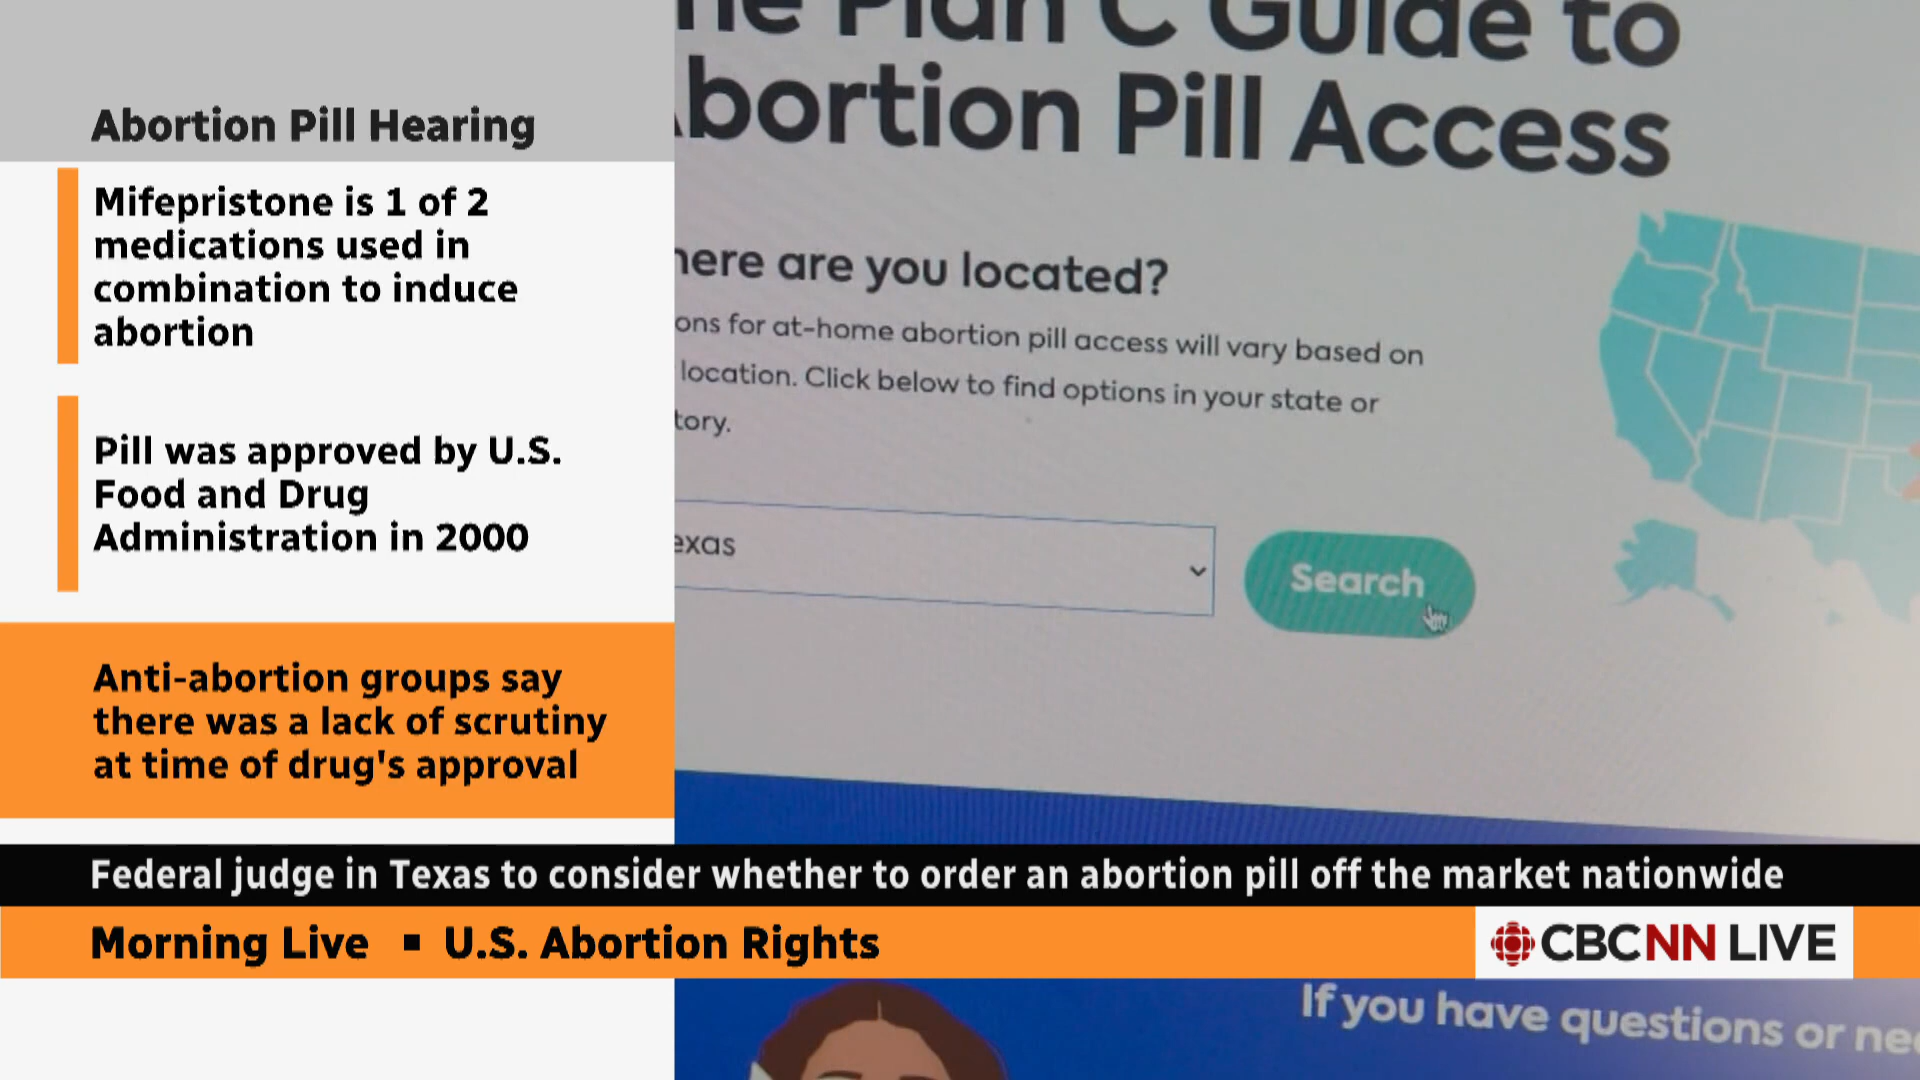 Abortion Pill Hearing
Mifepristone is 1 of 2
medications used in
combination to induce
abortion
Pill was approved by U.S.
Food and Drug
Administration in 2000
Anti-abortion groups say
there was a lack of scrutiny
at time of drug's approval
Plan C Guide to
Abortion Pill Access
here are you located?
ons for at-home abortion pill access will vary based on
location. Click below to find options in your state or
tory.
exas
Search
Federal judge in Texas to consider whether to order an abortion pill off the market nationwide
Morning Live ▪ U.S. Abortion Rights
CBCNN LIVE
If you have questions or